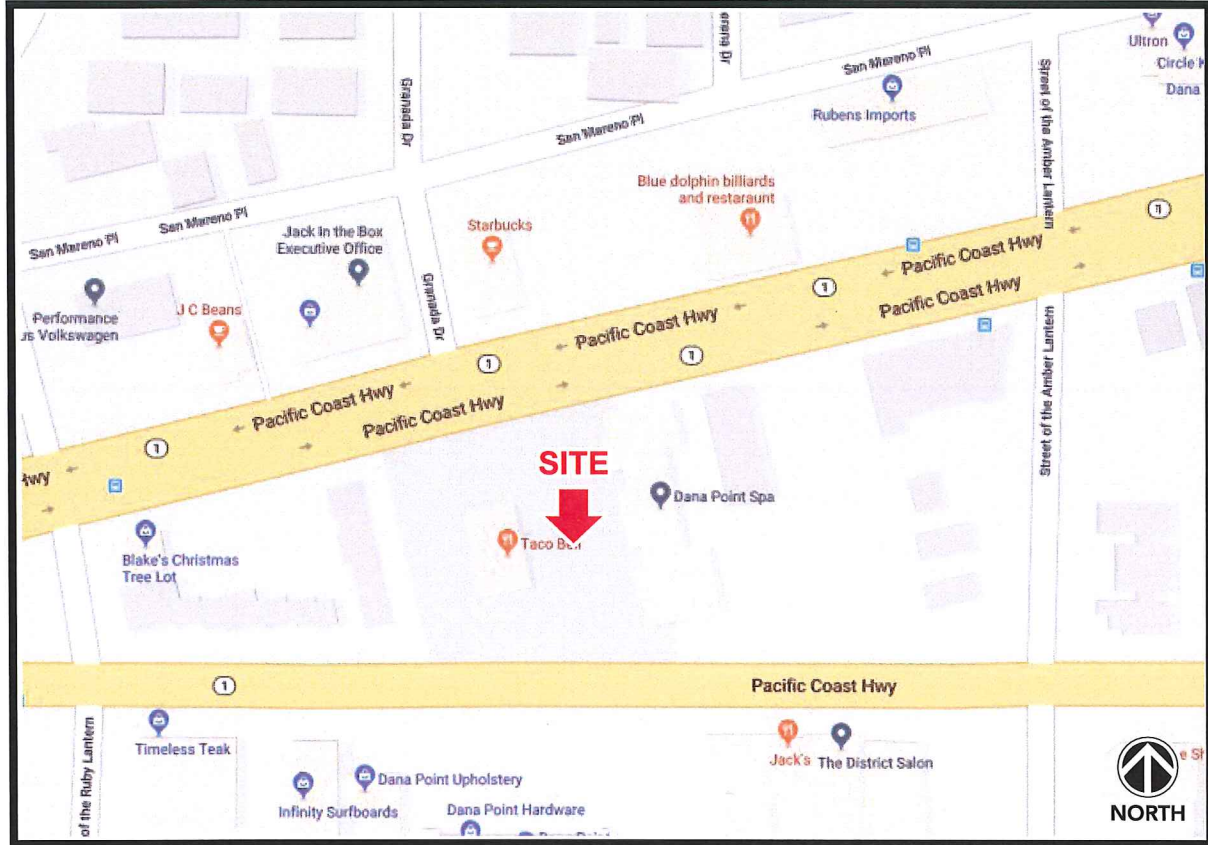 Ultron
Circle K
Dana
San Mareno Pl
Rubens Imports
Granada Dr
San Mareno Pl
Street of the Amber Lantern
Blue dolphin billiards
and restaraunt
San Mareno Pl
San Mareno Pl
Jack in the Box
Executive Office
Starbucks
1
Pacific Coast Hwy
Granada Dr
Performance
us Volkswagen
J C Beans
1
Pacific Coast Hwy
Pacific Coast Hwy
1
1
Street of the Amber Lantern
Pacific Coast Hwy
Pacific Coast Hwy
1
Hwy
SITE
Dana Point Spa
Taco Bell
Blake's Christmas
Tree Lot
1
Pacific Coast Hwy
of the Ruby Lantern
Timeless Teak
Jack's
The District Salon
Dana Point Upholstery
Infinity Surfboards
Dana Point Hardware
NORTH